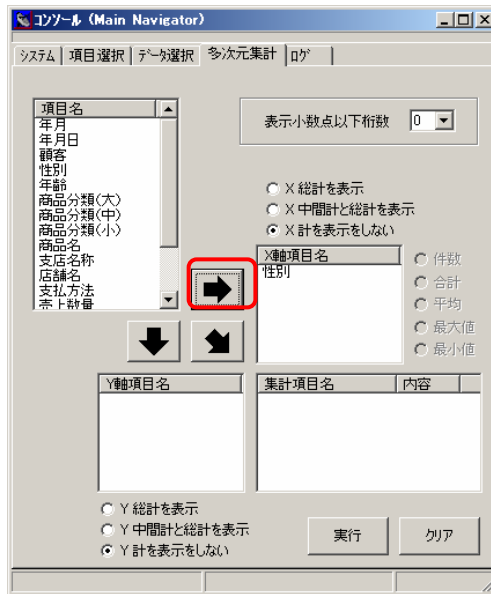 コンソール (Main Navigator)
システム 項目選択 データ選択 多次元集計 ログ
項目名
年月
年月日
顧客
性別
年齢
商品分類(大)
商品分類(中)
商品分類(小)
商品名
支店名称
店舗名
支払方法
売上数量
表示小数点以下桁数 0
X 総計を表示
X 中間計と総計を表示
X 計を表示をしない
X軸項目名
性別
件数
合計
平均
最大値
最小値
Y軸項目名
集計項目名 内容
Y 総計を表示
Y 中間計と総計を表示
Y 計を表示をしない
実行 クリア